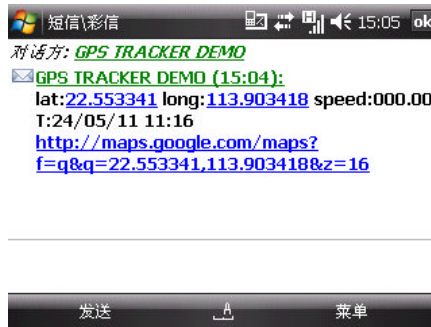 短信\彩信 15:05 ok
对话方: GPS TRACKER DEMO
GPS TRACKER DEMO (15:04):
lat:22.553341 long:113.903418 speed:000.00
T:24/05/11 11:16
http://maps.google.com/maps?
f=q&q=22.553341,113.903418&z=16
发送 菜单